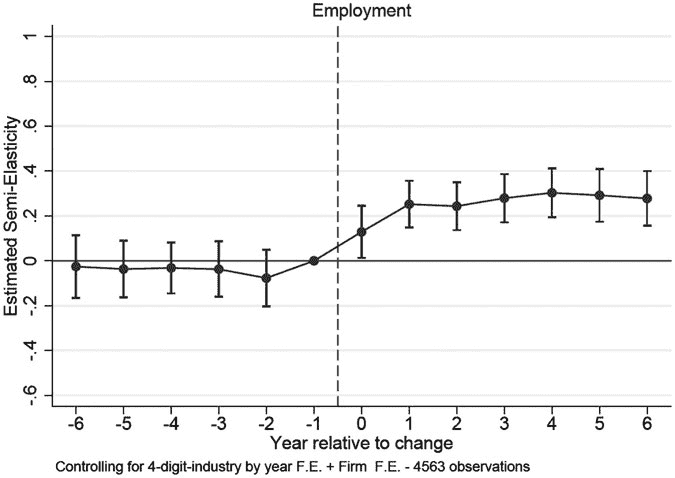 Employment
Estimated Semi-Elasticity
1
.8
.6
.4
.2
0
-.2
-.4
-.6
-6 -5 -4 -3 -2 -1 0 1 2 3 4 5 6
Year relative to change
Controlling for 4-digit-industry by year F.E. + Firm F.E. - 4563 observations